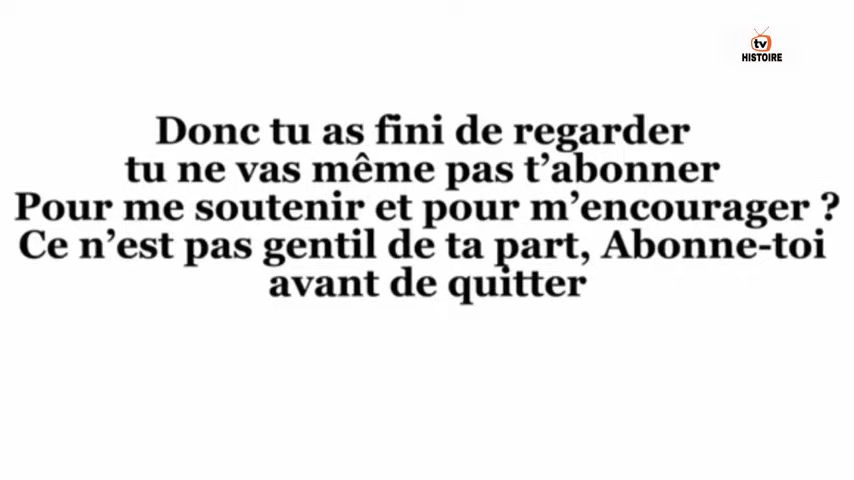 tv
HISTOIRE
Donc tu as fini de regarder
tu ne vas même pas t’abonner
Pour me soutenir et pour m’encourager ?
Ce n’est pas gentil de ta part, Abonne-toi
avant de quitter